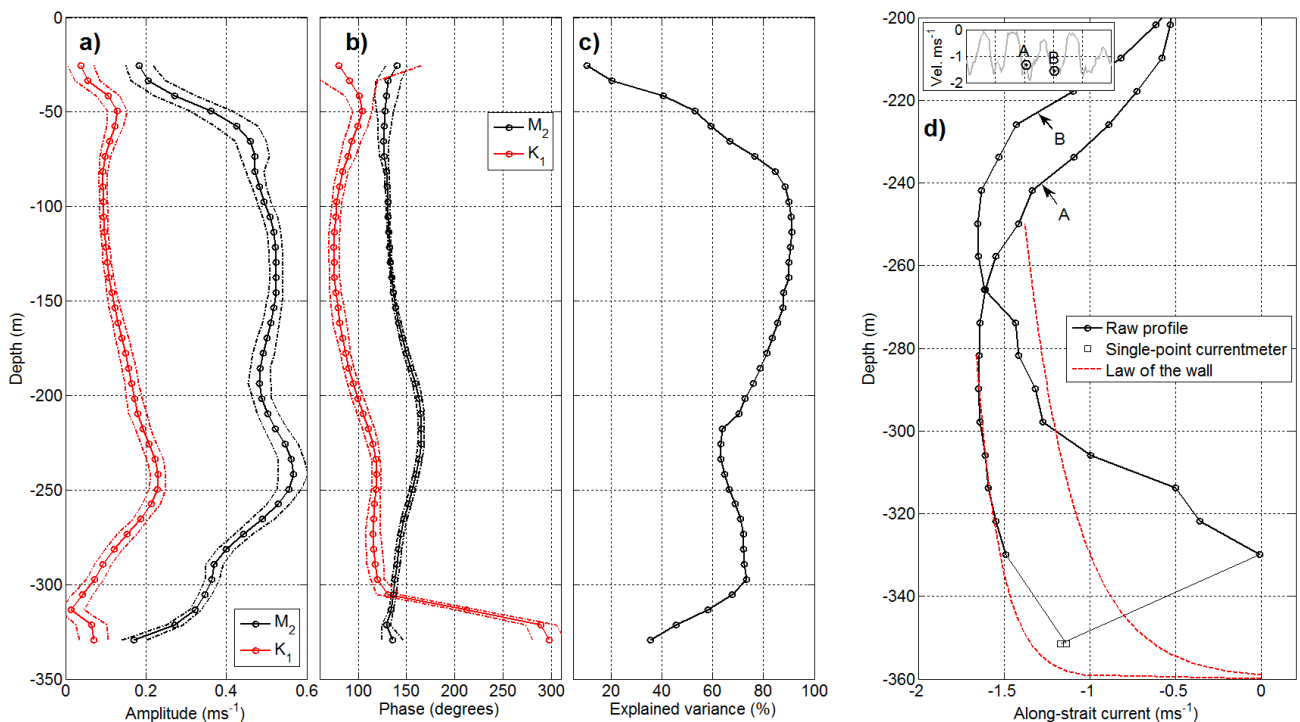 a)
0
-50
-100
-150
-200
-250
-300
-350
Depth (m)
0
0.2
0.4
0.6
Amplitude (ms-1)
M2
K1
b)
M2
K1
100
150
200
250
300
Phase (degrees)
c)
0
20
40
60
80
100
Explained variance (%)
d)
-200
-220
-240
-260
-280
-300
-320
-340
-360
Depth (m)
Vel. ms-1
0
-1
-2
A
B
B
A
Raw profile
Single-point currentmeter
Law of the wall
-2
-1.5
-1
-0.5
0
Along-strait current (ms-1)